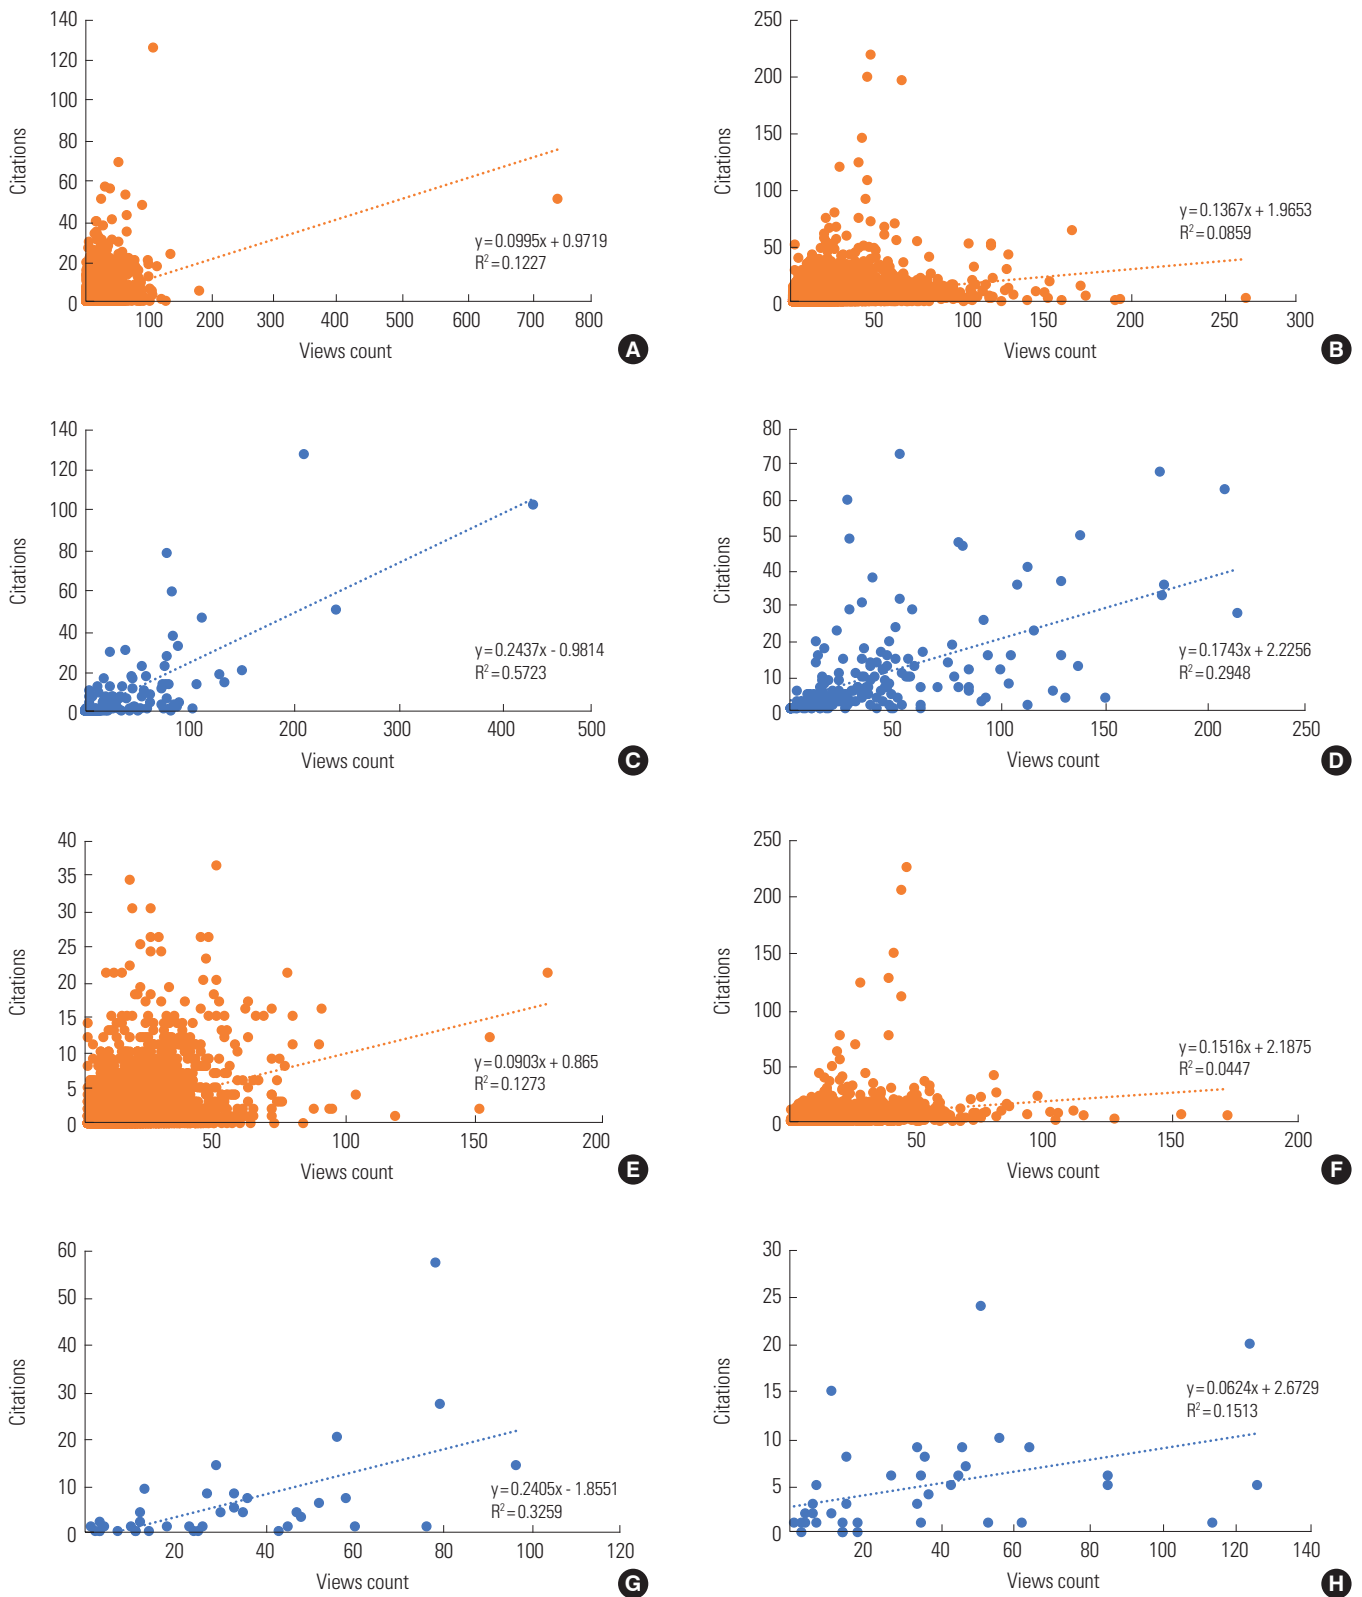 140
120
100
80
60
40
20
0
Citations
y=0.0995x + 0.9719
R²=0.1227
100 200 300 400 500 600 700 800
Views count
A
250
200
150
100
50
0
Citations
y=0.1367x + 1.9653
R²=0.0859
50 100 150 200 250 300
Views count
B
140
120
100
80
60
40
20
0
Citations
y=0.2437x - 0.9814
R²=0.5723
100 200 300 400 500
Views count
C
80
70
60
50
40
30
20
10
0
Citations
y=0.1743x + 2.2256
R²=0.2948
50 100 150 200 250
Views count
D
40
35
30
25
20
15
10
5
0
Citations
y=0.0903x + 0.865
R²=0.1273
50 100 150 200
Views count
E
250
200
150
100
50
0
Citations
y=0.1516x + 2.1875
R²=0.0447
50 100 150 200
Views count
F
60
50
40
30
20
10
0
Citations
y=0.2405x - 1.8551
R²=0.3259
20 40 60 80 100 120
Views count
G
30
25
20
15
10
5
0
Citations
y=0.0624x + 2.6729
R²=0.1513
20 40 60 80 100 120 140
Views count
H